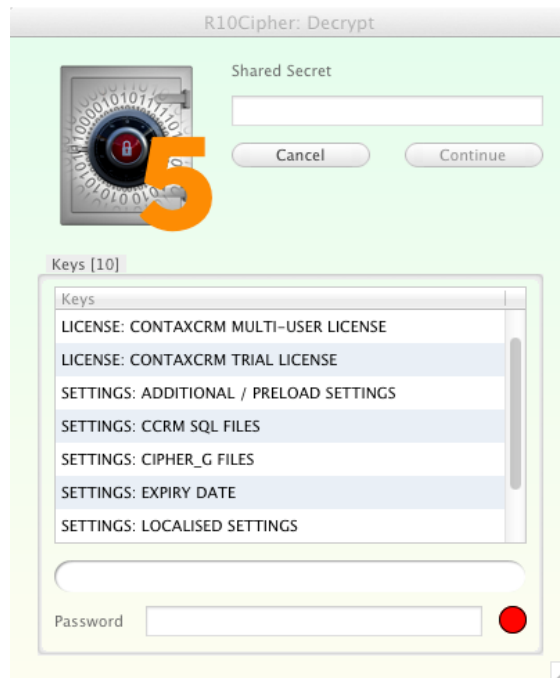 R10Cipher: Decrypt
Shared Secret
Cancel
Continue
5
Keys [10]
Keys
LICENSE: CONTAXCRM MULTI-USER LICENSE
LICENSE: CONTAXCRM TRIAL LICENSE
SETTINGS: ADDITIONAL / PRELOAD SETTINGS
SETTINGS: CCRM SQL FILES
SETTINGS: CIPHER_G FILES
SETTINGS: EXPIRY DATE
SETTINGS: LOCALISED SETTINGS
Password